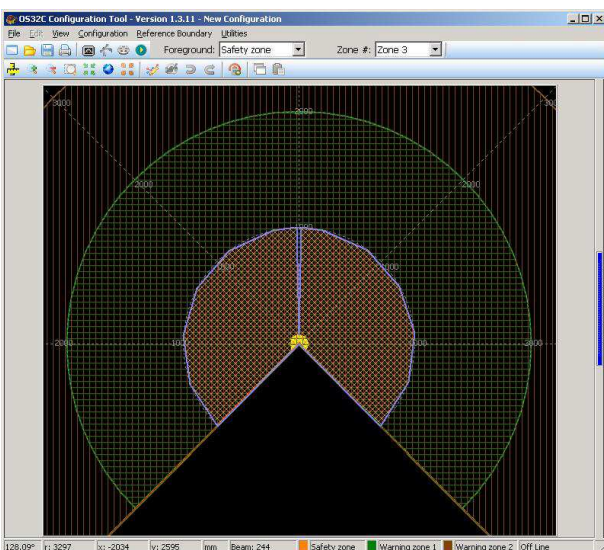 OS32C Configuration Tool - Version 1.3.11 - New Configuration
File Edit View Configuration Reference Boundary Utilities
Foreground: Safety zone Zone #: Zone 3
3000 2000 300
2000 2000
1000 1000
2000 100 2000
128.09° r: 3297 x: -2034 y: 2595 mm Beam: 244 Safety zone Warning zone 1 Warning zone 2 Off Line